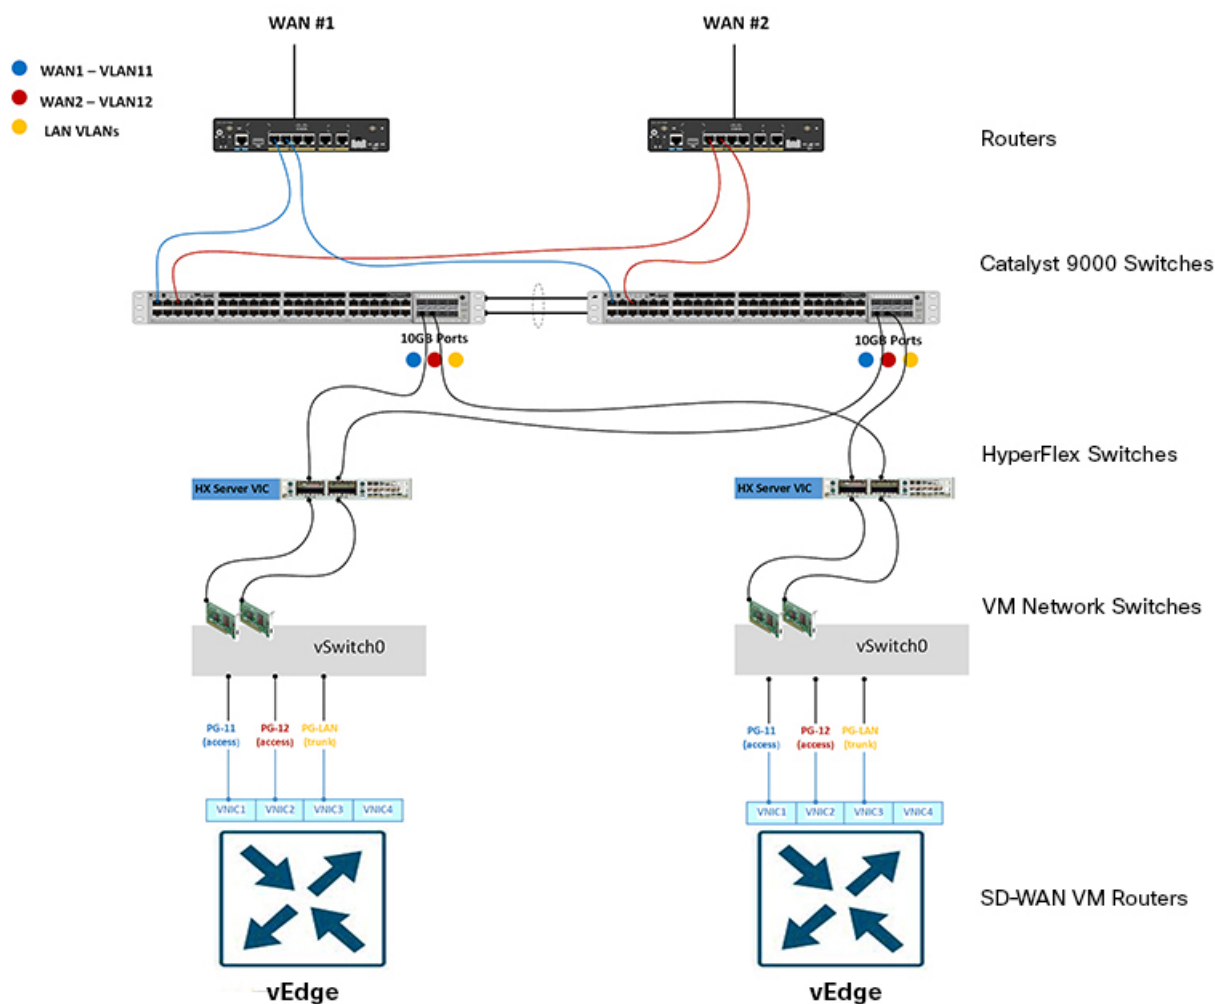 WAN #1
WAN #2
WAN1 – VLAN11
WAN2 – VLAN12
LAN VLANs
Routers
Catalyst 9000 Switches
10GB Ports
10GB Ports
HyperFlex Switches
HX Server VIC
HX Server VIC
VM Network Switches
vSwitch0
vSwitch0
PG-11
(access)
PG-12
(access)
PG-LAN
(trunk)
PG-11
(access)
PG-12
(access)
PG-LAN
(trunk)
VNIC1
VNIC2
VNIC3
VNIC4
VNIC1
VNIC2
VNIC3
VNIC4
SD-WAN VM Routers
vEdge
vEdge